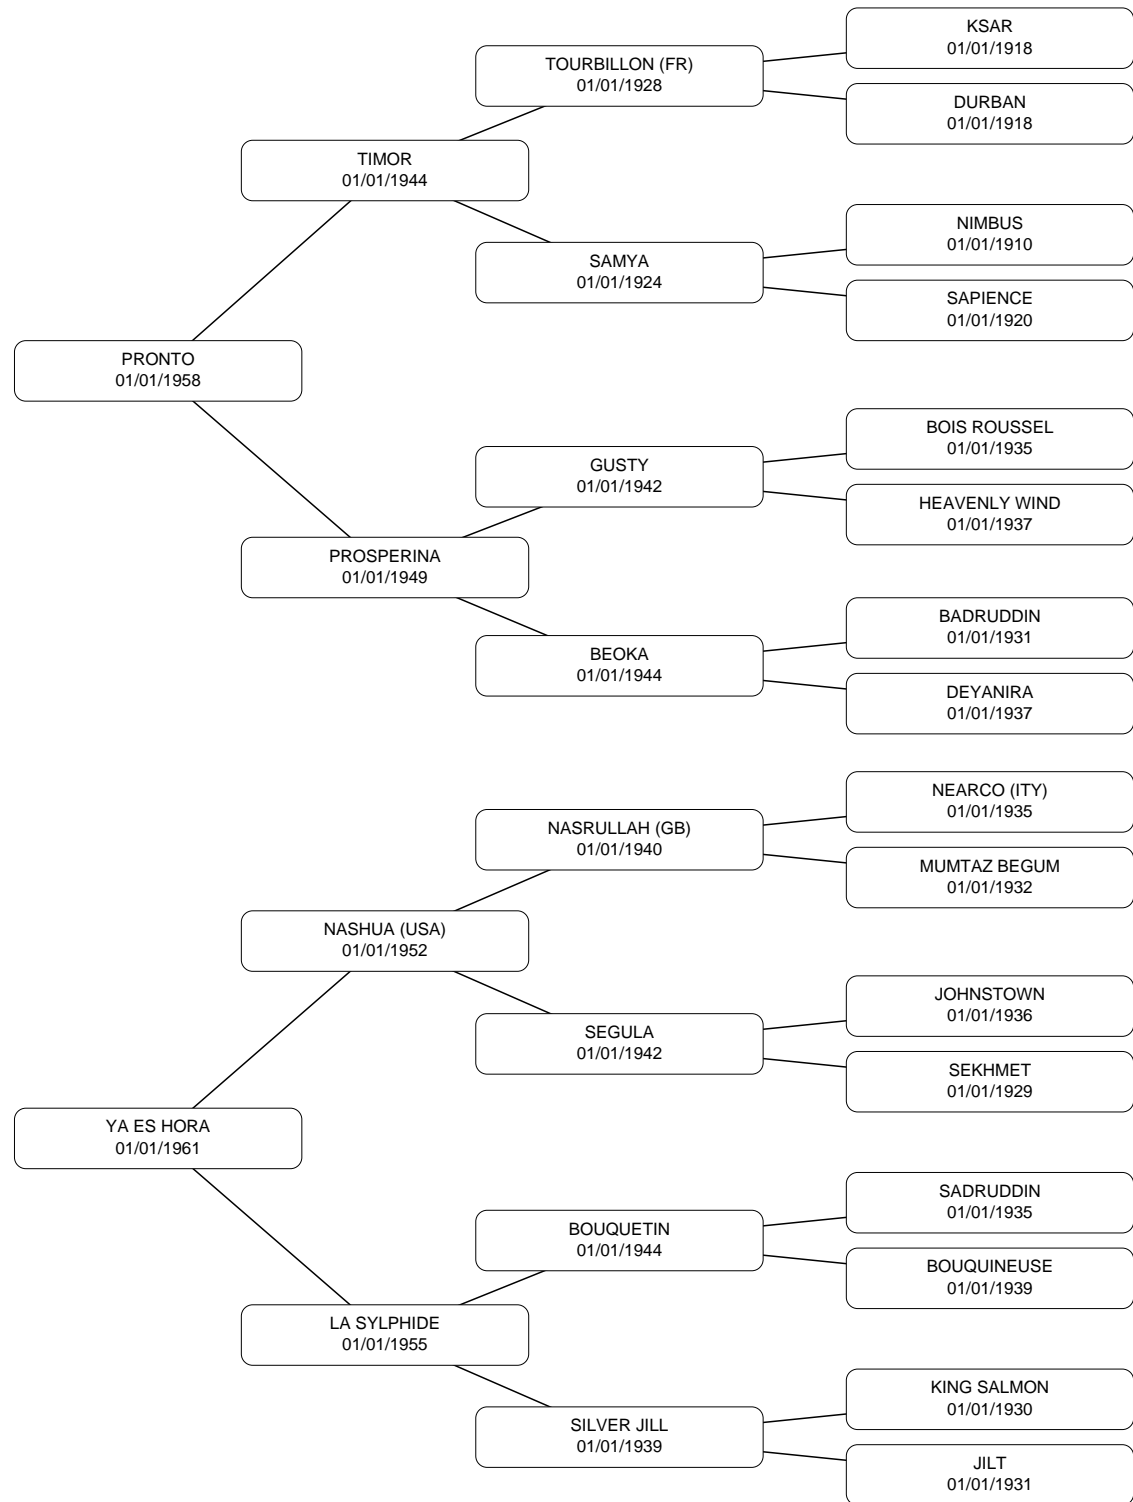 KSAR
01/01/1918
TOURBILLON (FR)
01/01/1928
DURBAN
01/01/1918
TIMOR
01/01/1944
NIMBUS
01/01/1910
SAMYA
01/01/1924
SAPIENCE
01/01/1920
PRONTO
01/01/1958
BOIS ROUSSEL
01/01/1935
GUSTY
01/01/1942
HEAVENLY WIND
01/01/1937
PROSPERINA
01/01/1949
BADRUDDIN
01/01/1931
BEOKA
01/01/1944
DEYANIRA
01/01/1937
NEARCO (ITY)
01/01/1935
NASRULLAH (GB)
01/01/1940
MUMTAZ BEGUM
01/01/1932
NASHUA (USA)
01/01/1952
JOHNSTOWN
01/01/1936
SEGULA
01/01/1942
SEKHMET
01/01/1929
YA ES HORA
01/01/1961
SADRUDDIN
01/01/1935
BOUQUETIN
01/01/1944
BOUQUINEUSE
01/01/1939
LA SYLPHIDE
01/01/1955
KING SALMON
01/01/1930
SILVER JILL
01/01/1939
JILT
01/01/1931